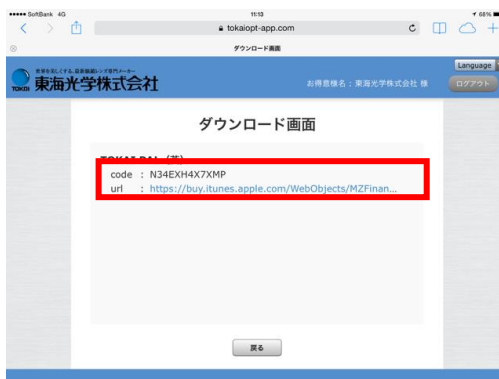 SoftBank 4G 11:13 68%
tokaiopt-app.com
ダウンロード画面
Language
TOKAI 東海光学株式会社
お得意様名：東海光学株式会社 様
ログアウト
ダウンロード画面
code : N34EXH4X7XMP
url : https://buy.itunes.apple.com/WebObjects/MZFinan...
戻る